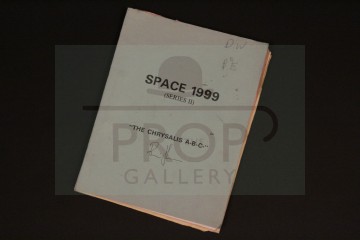 SPACE 1999
(SERIES II)
"THE CHRYSALIS A-B-C-"
PROP
GALLERY